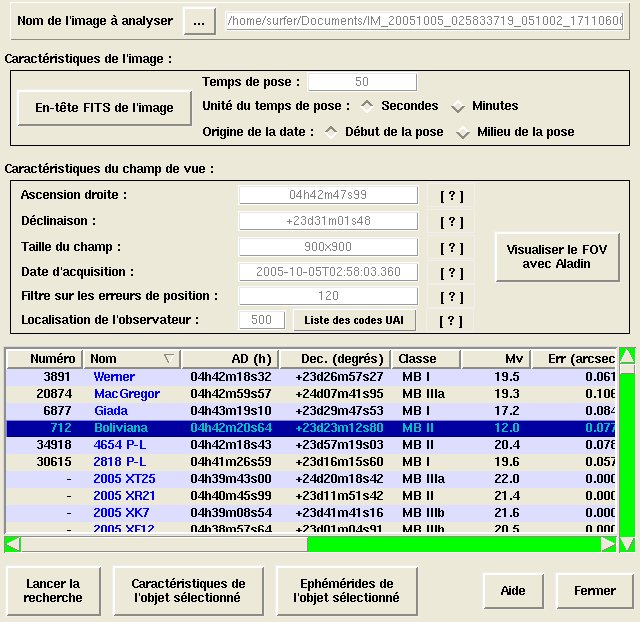 Nom de l'image à analyser ... /home/surfer/Documents/IM_20051005_025833719_051002_17110600
Caractéristiques de l'image :
Temps de pose : 50
En-tête FITS de l'image
Unité du temps de pose : Secondes Minutes
Origine de la date : Début de la pose Milieu de la pose
Caractéristiques du champ de vue :
Ascension droite : 04h42m47s99 [ ? ]
Déclinaison : +23d31m01s48 [ ? ]
Taille du champ : 900x900 [ ? ]
Visualiser le FOV
avec Aladin
Date d'acquisition : 2005-10-05T02:58:03.360 [ ? ]
Filtre sur les erreurs de position : 120 [ ? ]
Localisation de l'observateur : 500 Liste des codes UAI [ ? ]
Numéro Nom AD (h) Dec. (degrés) Classe Mv Err (arcsec
3891 Werner 04h42m18s32 +23d26m57s27 MB I 19.5 0.061
20874 MacGregor 04h42m59s57 +24d07m41s95 MB IIIa 19.3 0.106
6877 Giada 04h43m19s10 +23d29m47s53 MB I 17.2 0.084
712 Boliviana 04h42m20s64 +23d23m12s80 MB II 12.0 0.077
34918 4654 P-L 04h42m18s43 +23d57m19s03 MB II 20.4 0.078
30615 2818 P-L 04h41m26s59 +23d16m15s60 MB I 19.6 0.057
- 2005 XT25 04h39m43s00 +24d20m18s42 MB IIIa 22.0 0.000
- 2005 XR21 04h40m45s99 +23d11m51s42 MB II 21.4 0.000
- 2005 XK7 04h39m08s54 +23d41m41s16 MB IIIb 21.6 0.000
- 2005 XF12 04h38m57s64 +23d01m04s91 MB IIIb 20.5 0.000
Lancer la
recherche
Caractéristiques de
l'objet sélectionné
Ephémérides de
l'objet sélectionné
Aide
Fermer